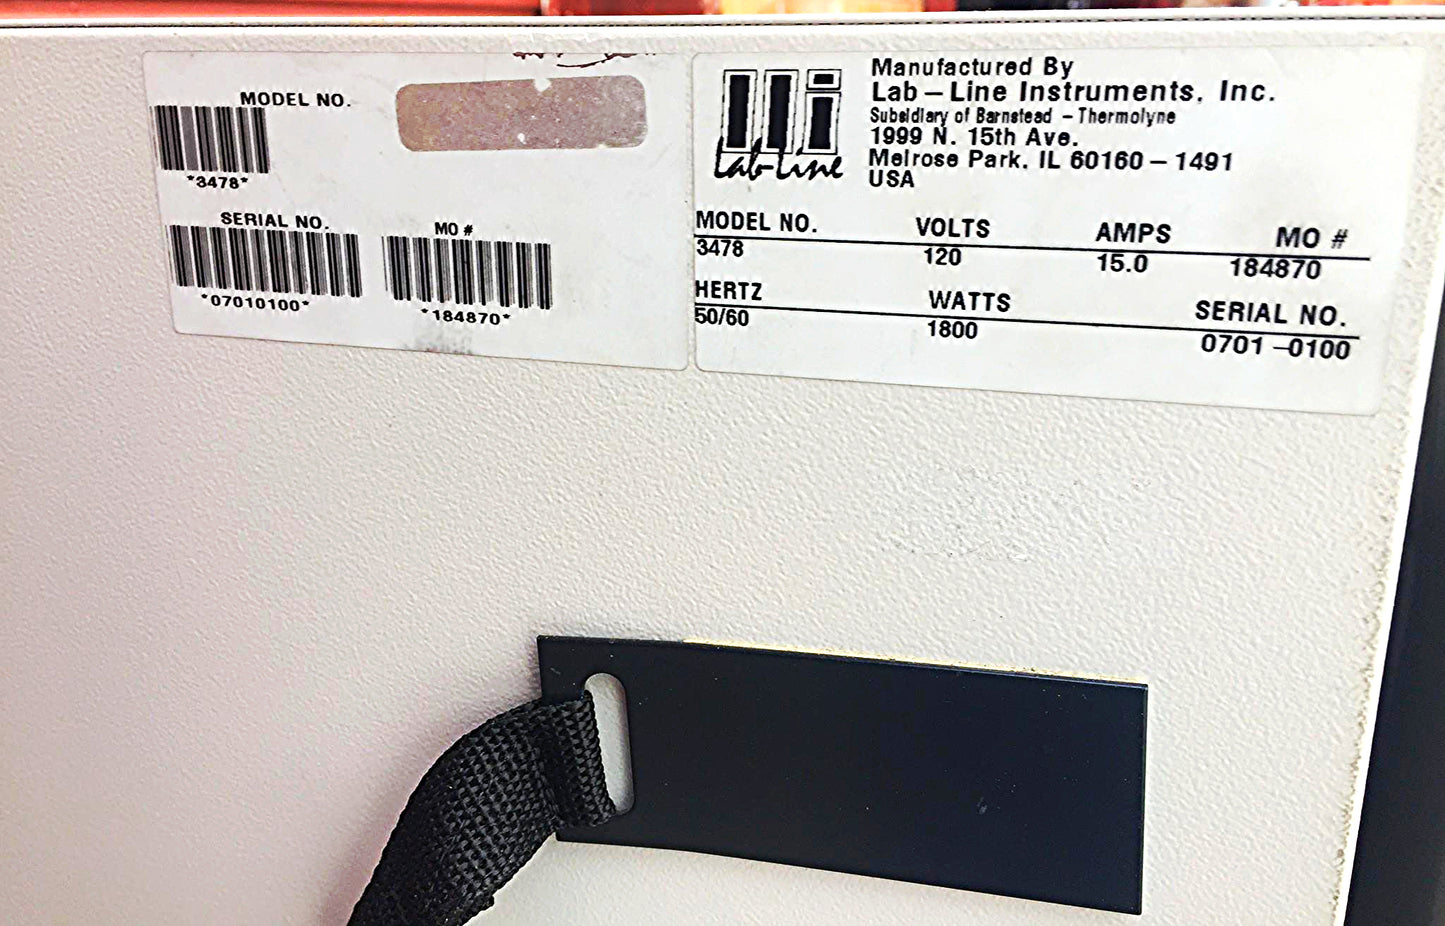 MODEL NO.
*3478*
SERIAL NO.
*07010100*
MO #
*184870*
Lab-Line
Manufactured By
Lab-Line Instruments, Inc.
Subsidiary of Barnstead - Thermolyne
1999 N. 15th Ave.
Melrose Park. IL 60160-1491
USA
MODEL NO. VOLTS AMPS MO #
3478 120 15.0 184870
HERTZ WATTS SERIAL NO.
50/60 1800 0701-0100